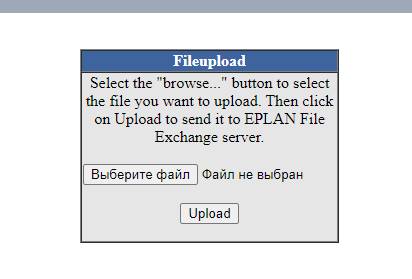 Fileupload
Select the "browse..." button to select
the file you want to upload. Then click
on Upload to send it to EPLAN File
Exchange server.
Выберите файл Файл не выбран
Upload